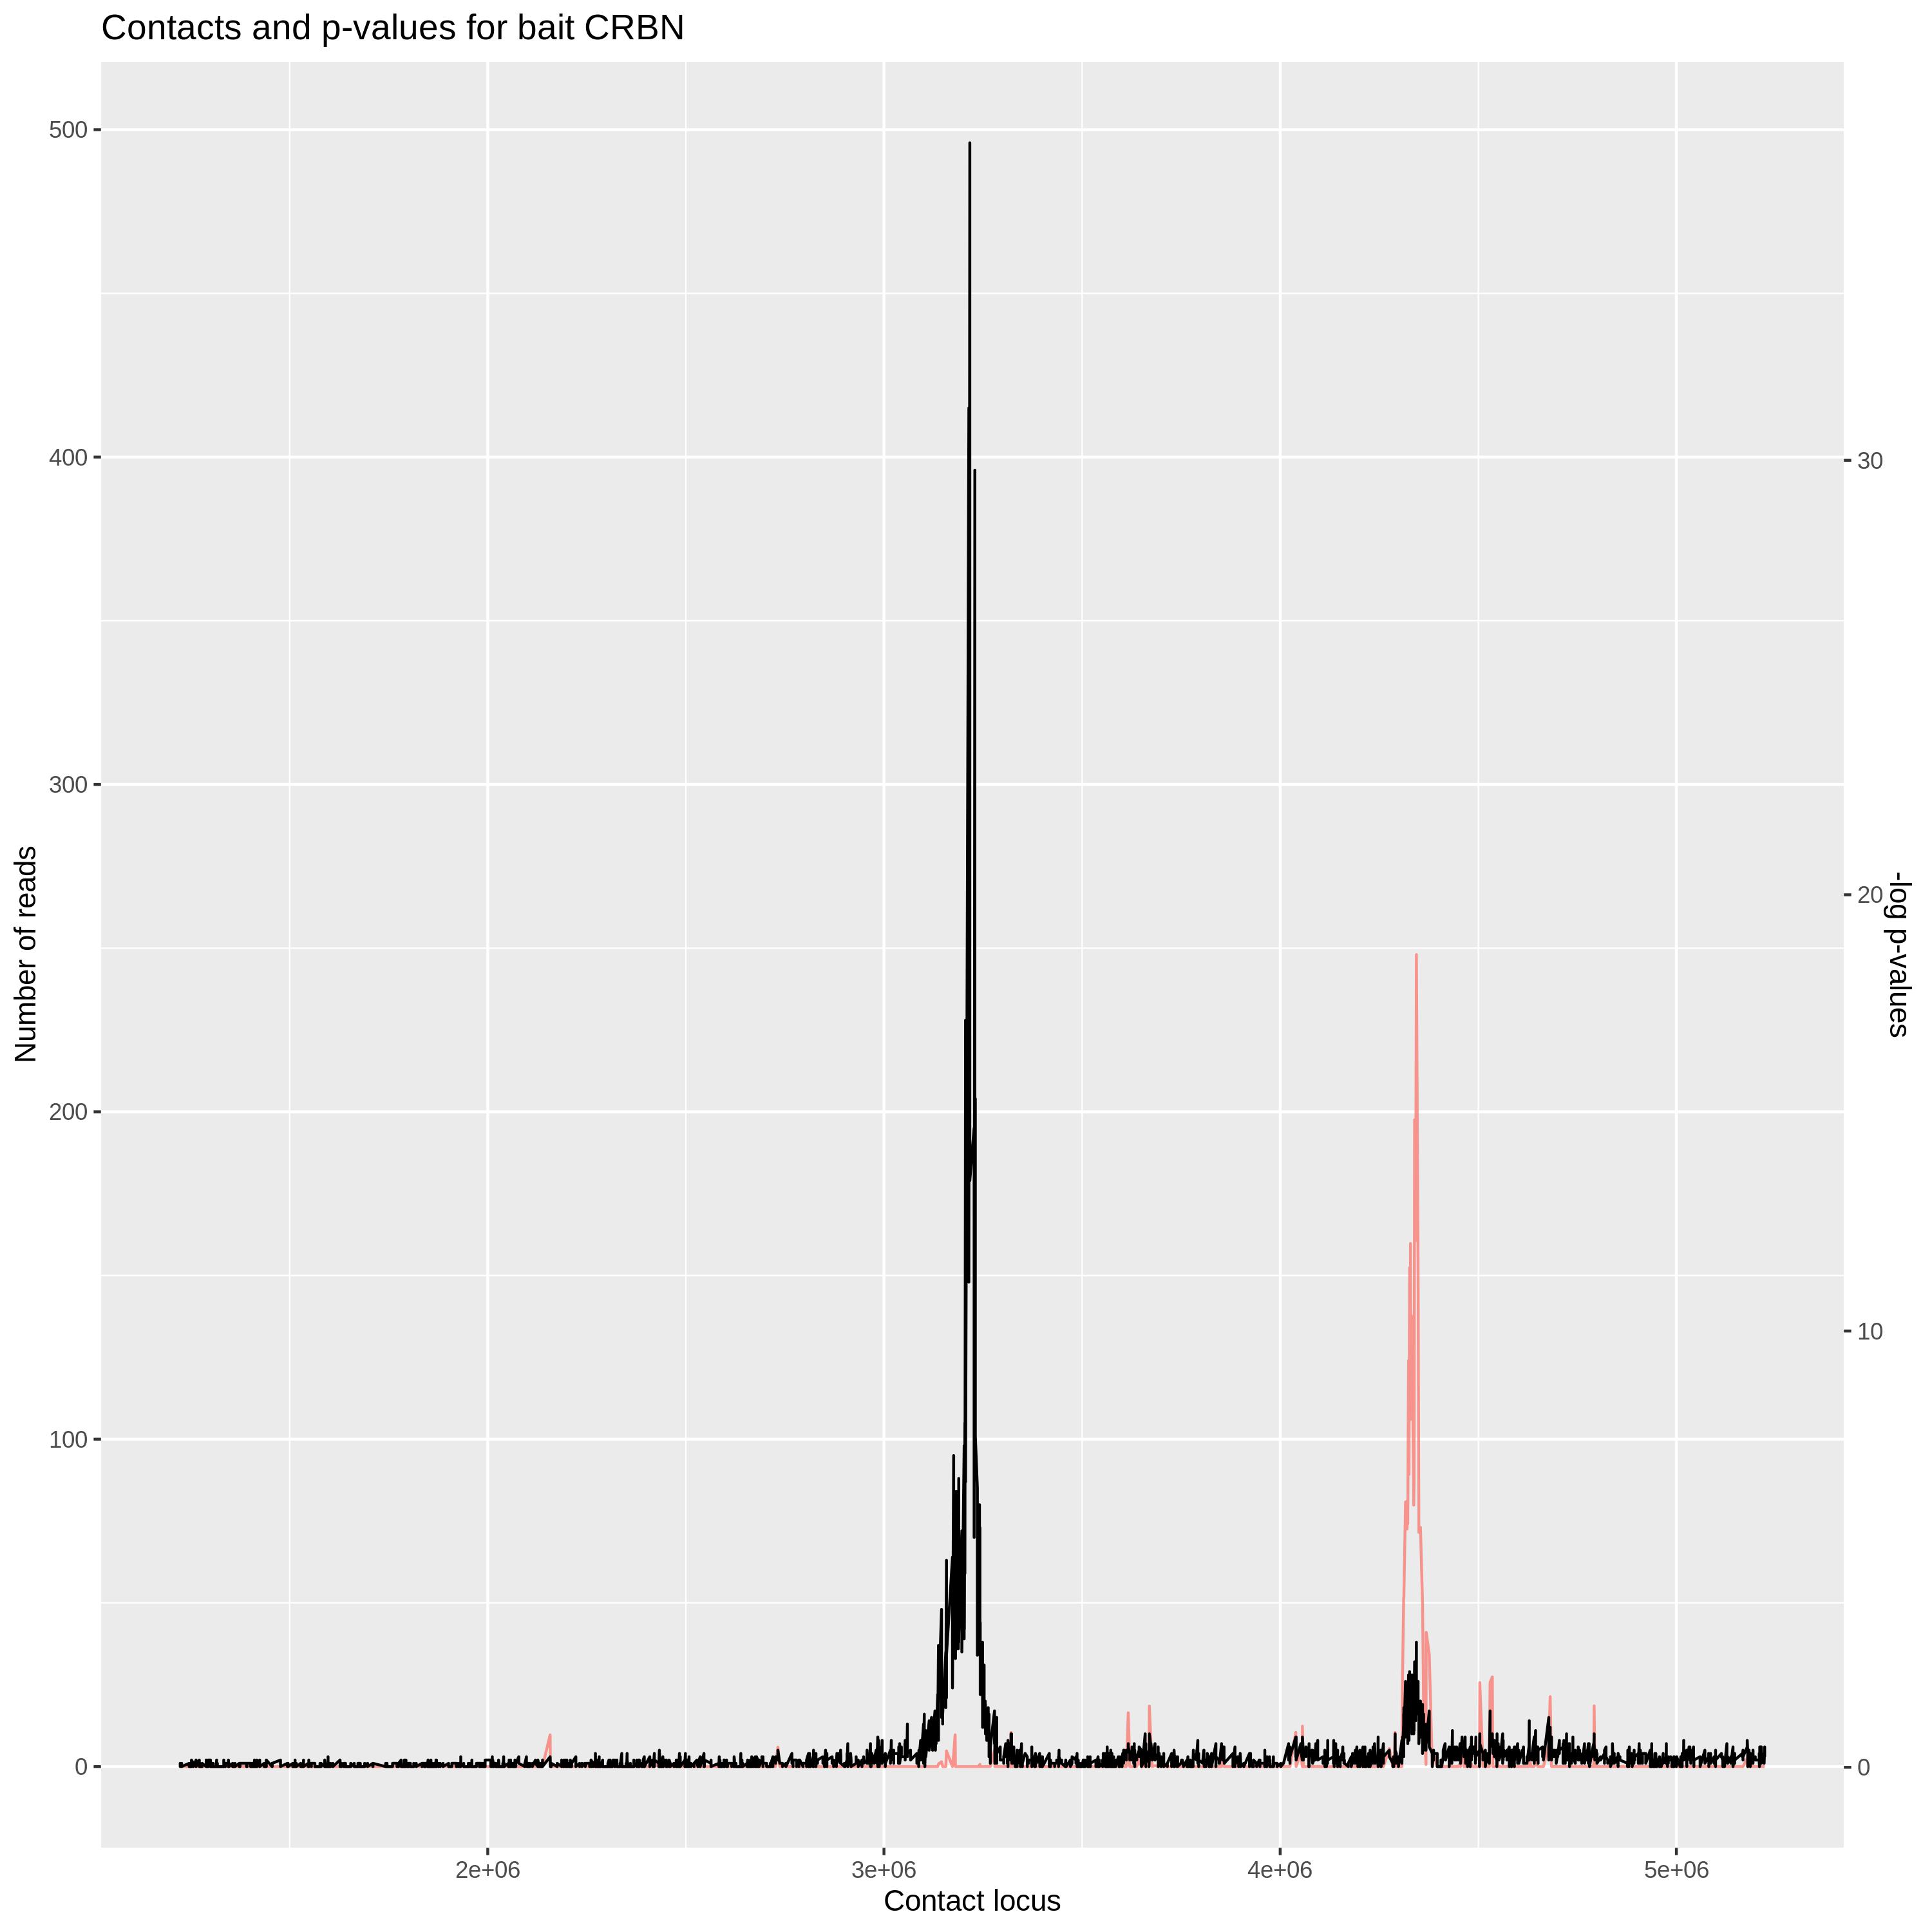 Contacts and p-values for bait CRBN
500
400
300
200
100
0
Number of reads
30
20
10
0
-log p-values
2e+06
3e+06
4e+06
5e+06
Contact locus